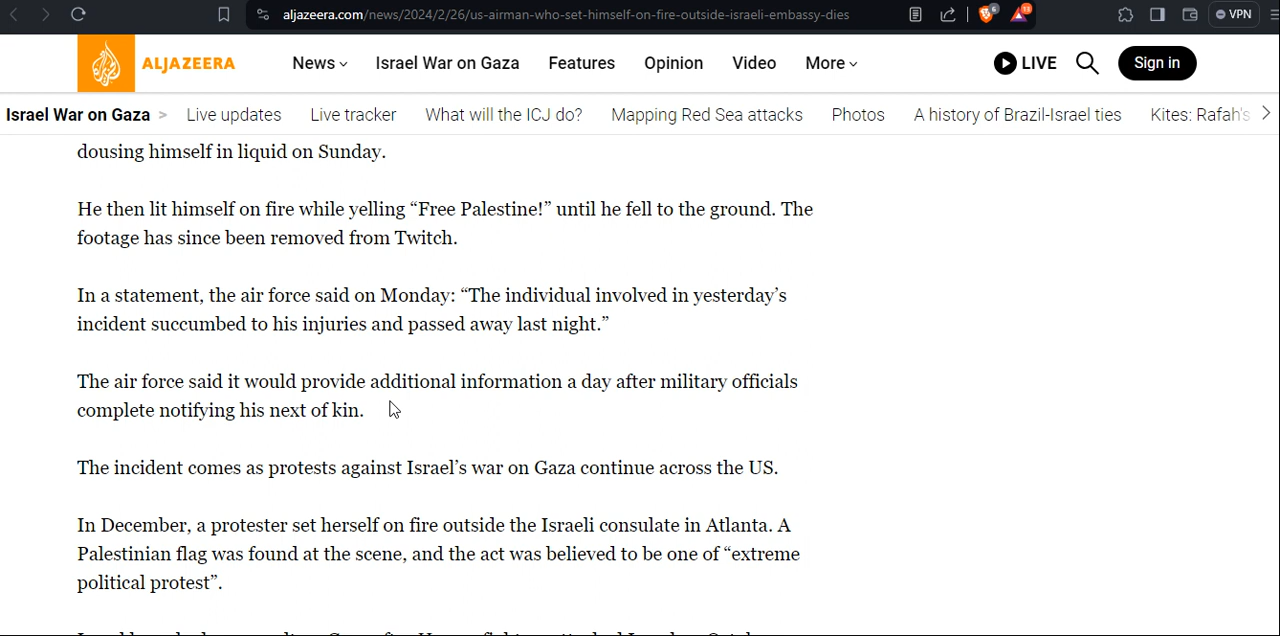 aljazeera.com/news/2024/2/26/us-airman-who-set-himself-on-fire-outside-israeli-embassy-dies
VPN
ALJAZEERA News Israel War on Gaza Features Opinion Video More LIVE Sign in
Israel War on Gaza > Live updates Live tracker What will the ICJ do? Mapping Red Sea attacks Photos A history of Brazil-Israel ties Kites: Rafah's
dousing himself in liquid on Sunday.
He then lit himself on fire while yelling “Free Palestine!” until he fell to the ground. The
footage has since been removed from Twitch.
In a statement, the air force said on Monday: “The individual involved in yesterday’s
incident succumbed to his injuries and passed away last night.”
The air force said it would provide additional information a day after military officials
complete notifying his next of kin.
The incident comes as protests against Israel’s war on Gaza continue across the US.
In December, a protester set herself on fire outside the Israeli consulate in Atlanta. A
Palestinian flag was found at the scene, and the act was believed to be one of “extreme
political protest”.